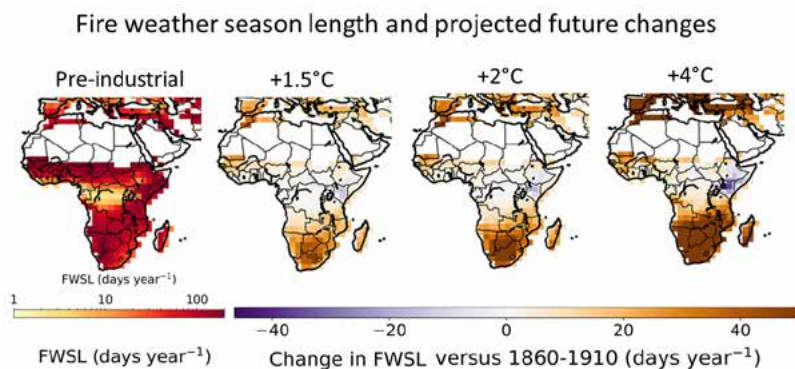 Fire weather season length and projected future changes
Pre-industrial
+1.5°C
+2°C
+4°C
FWSL (days year⁻¹)
1 10 100
−40 −20 0 20 40
FWSL (days year⁻¹)
Change in FWSL versus 1860-1910 (days year⁻¹)